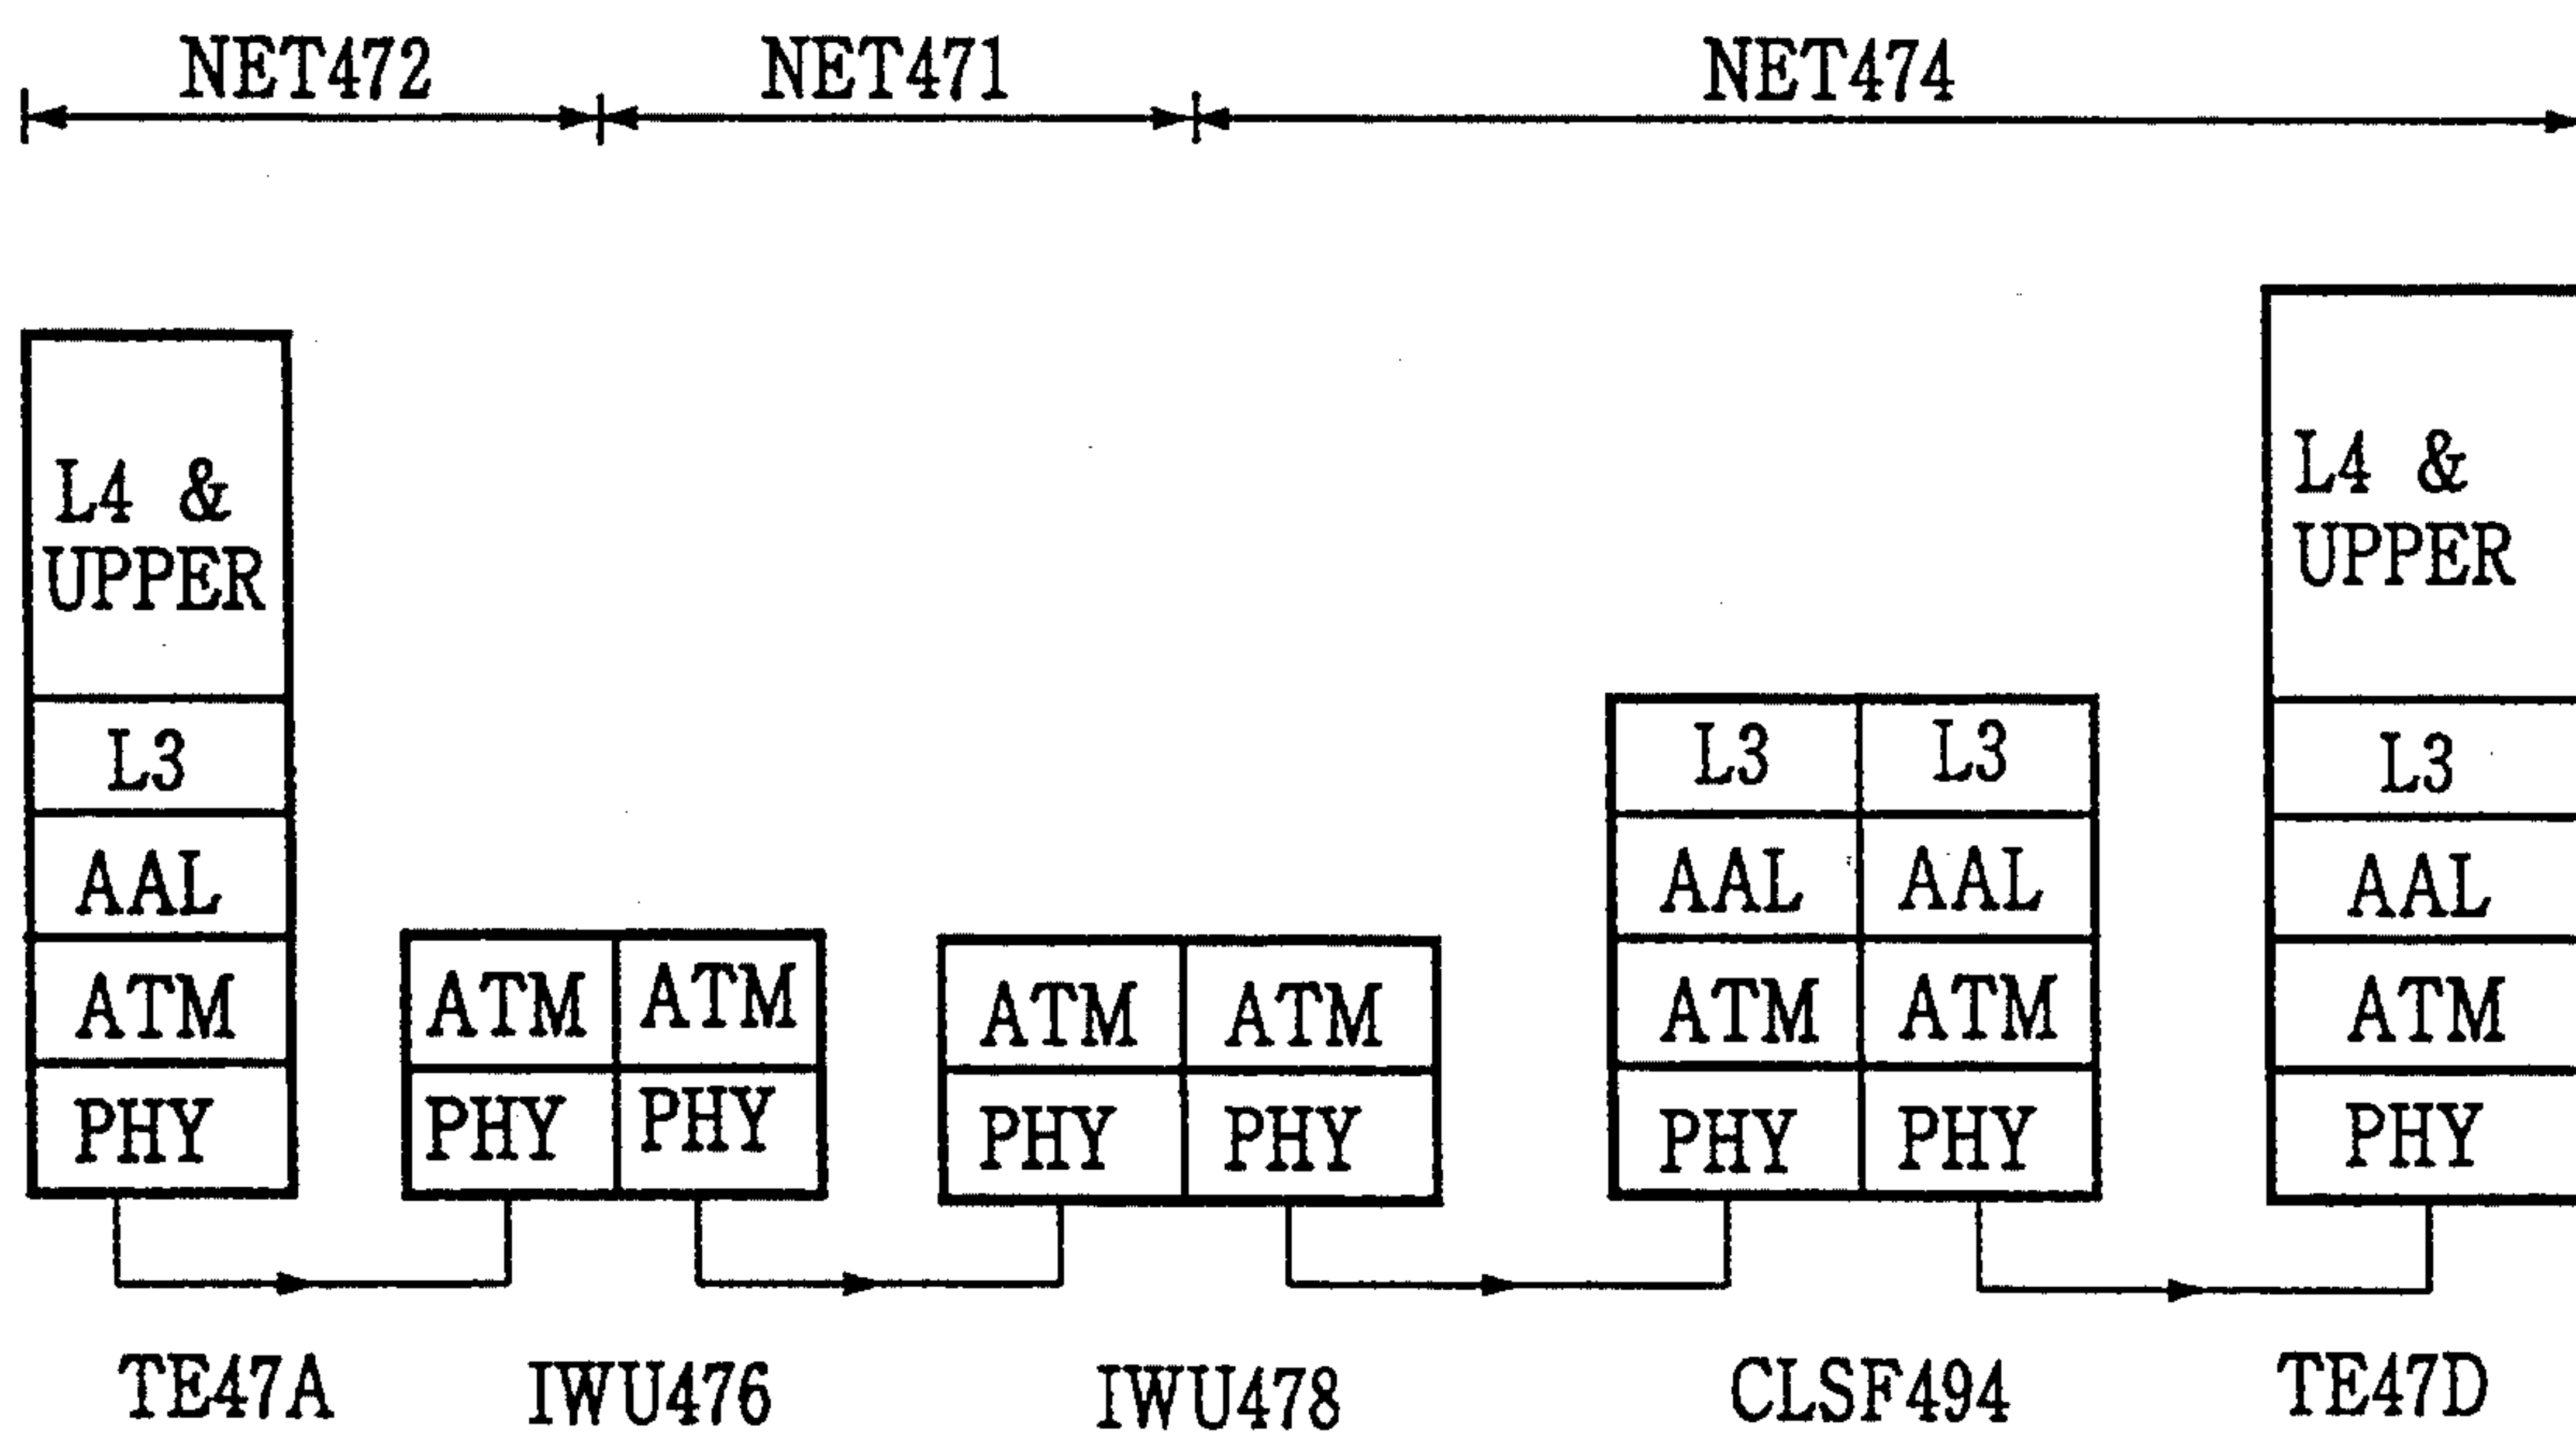 NET472 NET471 NET474
L4 &
UPPER
L3
AAL
ATM
PHY
ATM ATM
PHY PHY
ATM ATM
PHY PHY
L3 L3
AAL AAL
ATM ATM
PHY PHY
L4 &
UPPER
L3
AAL
ATM
PHY
TE47A IWU476 IWU478 CLSF494 TE47D